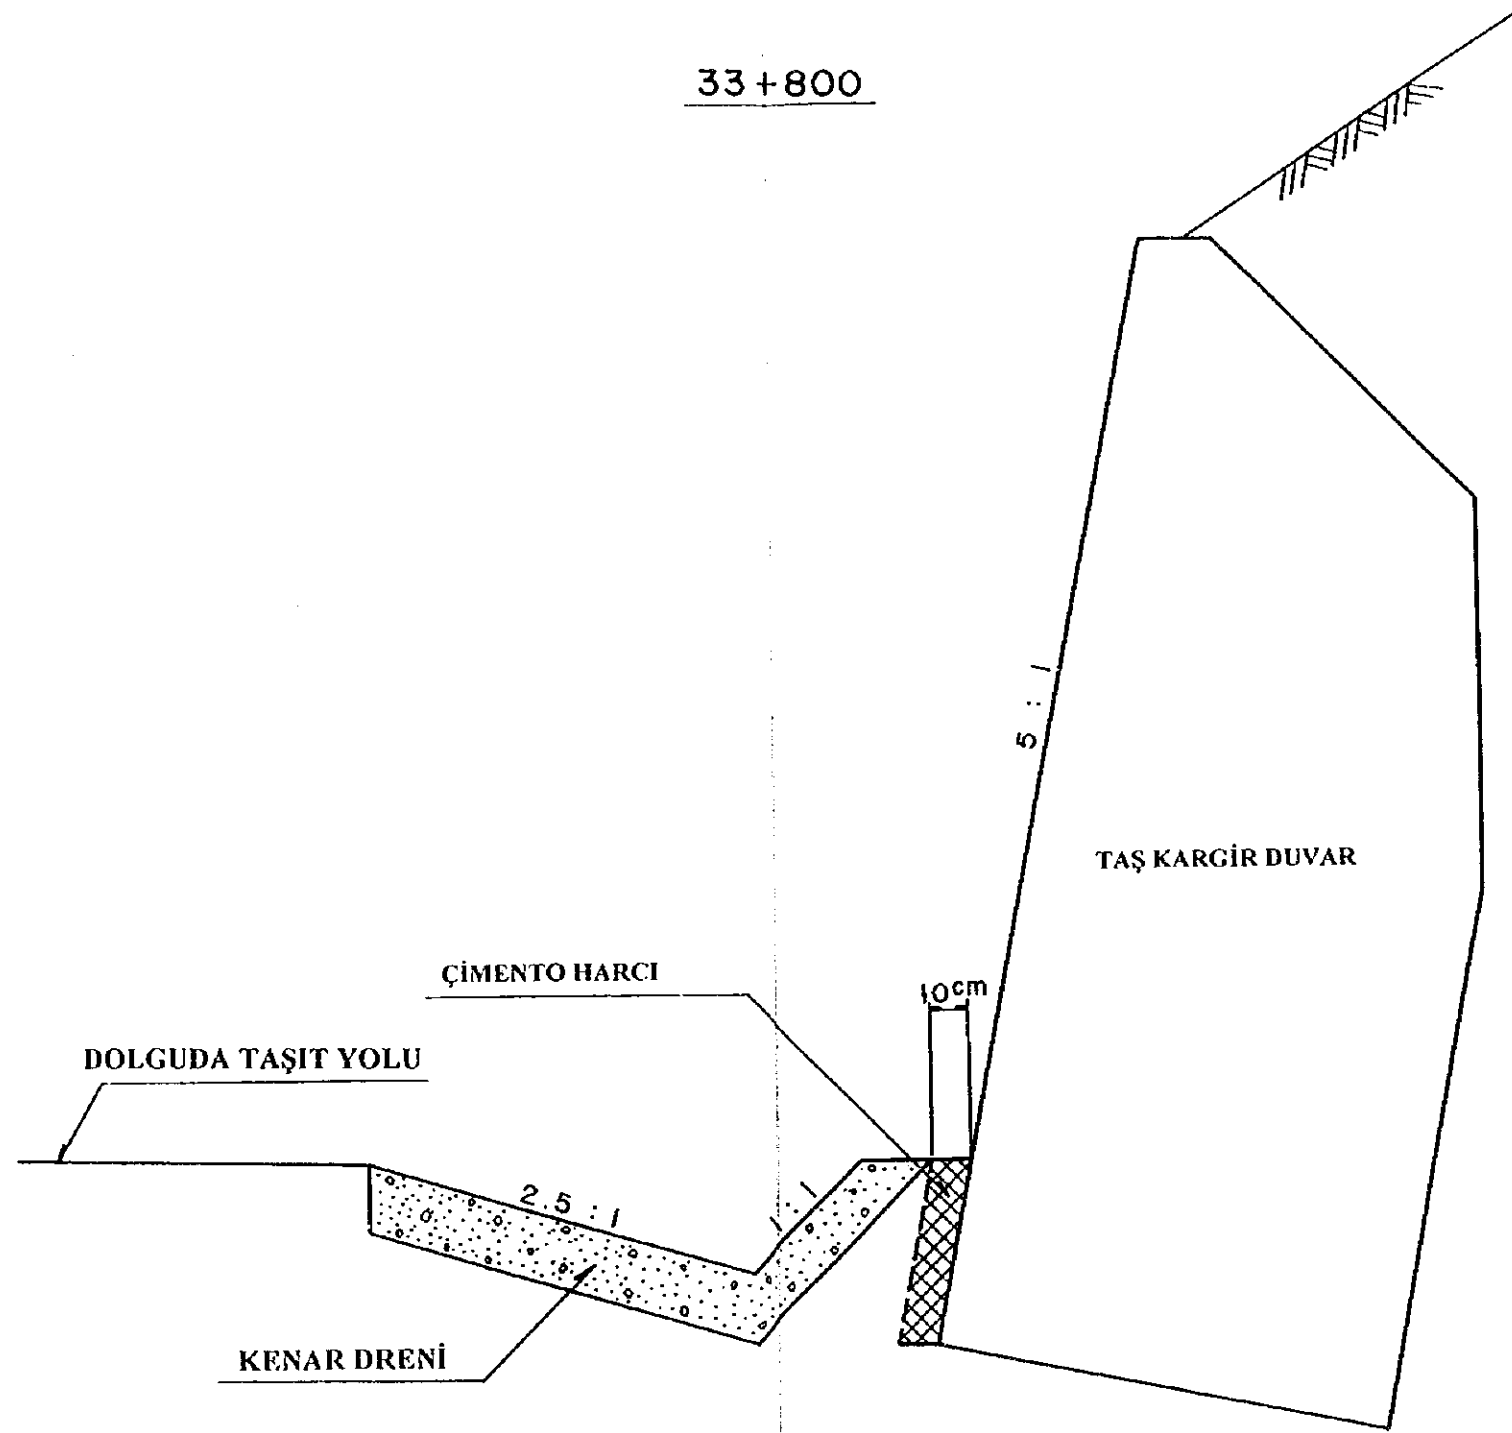 33+800
5 : 1
TAŞ KARGİR DUVAR
ÇİMENTO HARCI
10cm
DOLGUDA TAŞIT YOLU
2.5 : 1
1 : 1
KENAR DRENİ